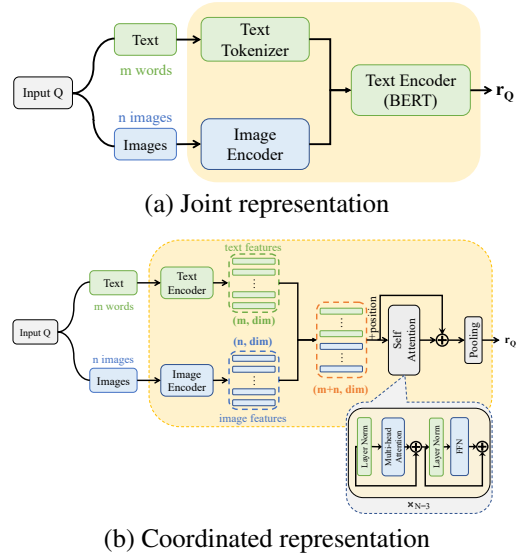 Text
m words
Text
Tokenizer
Input Q
Text Encoder
(BERT)
r_Q
n images
Images
Image
Encoder
(a) Joint representation
text features
Text
m words
Text
Encoder
⋮
(m, dim)
Input Q
(n, dim)
n images
Images
Image
Encoder
⋮
image features
⋮
⋮
(m+n, dim)
+position
Self
Attention
Pooling
r_Q
Layer Norm
Multi-head
Attention
Layer Norm
FFN
×N=3
(b) Coordinated representation